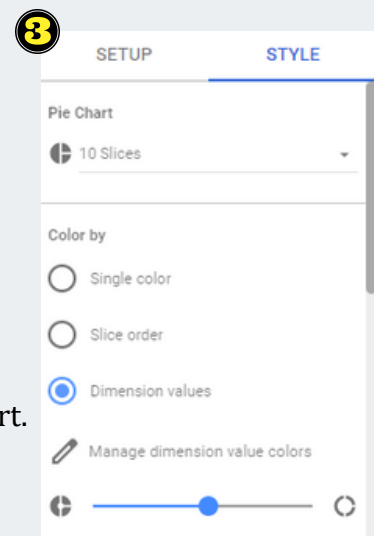 3
SETUP STYLE
Pie Chart
10 Slices
Color by
Single color
Slice order
Dimension values
rt.
Manage dimension value colors